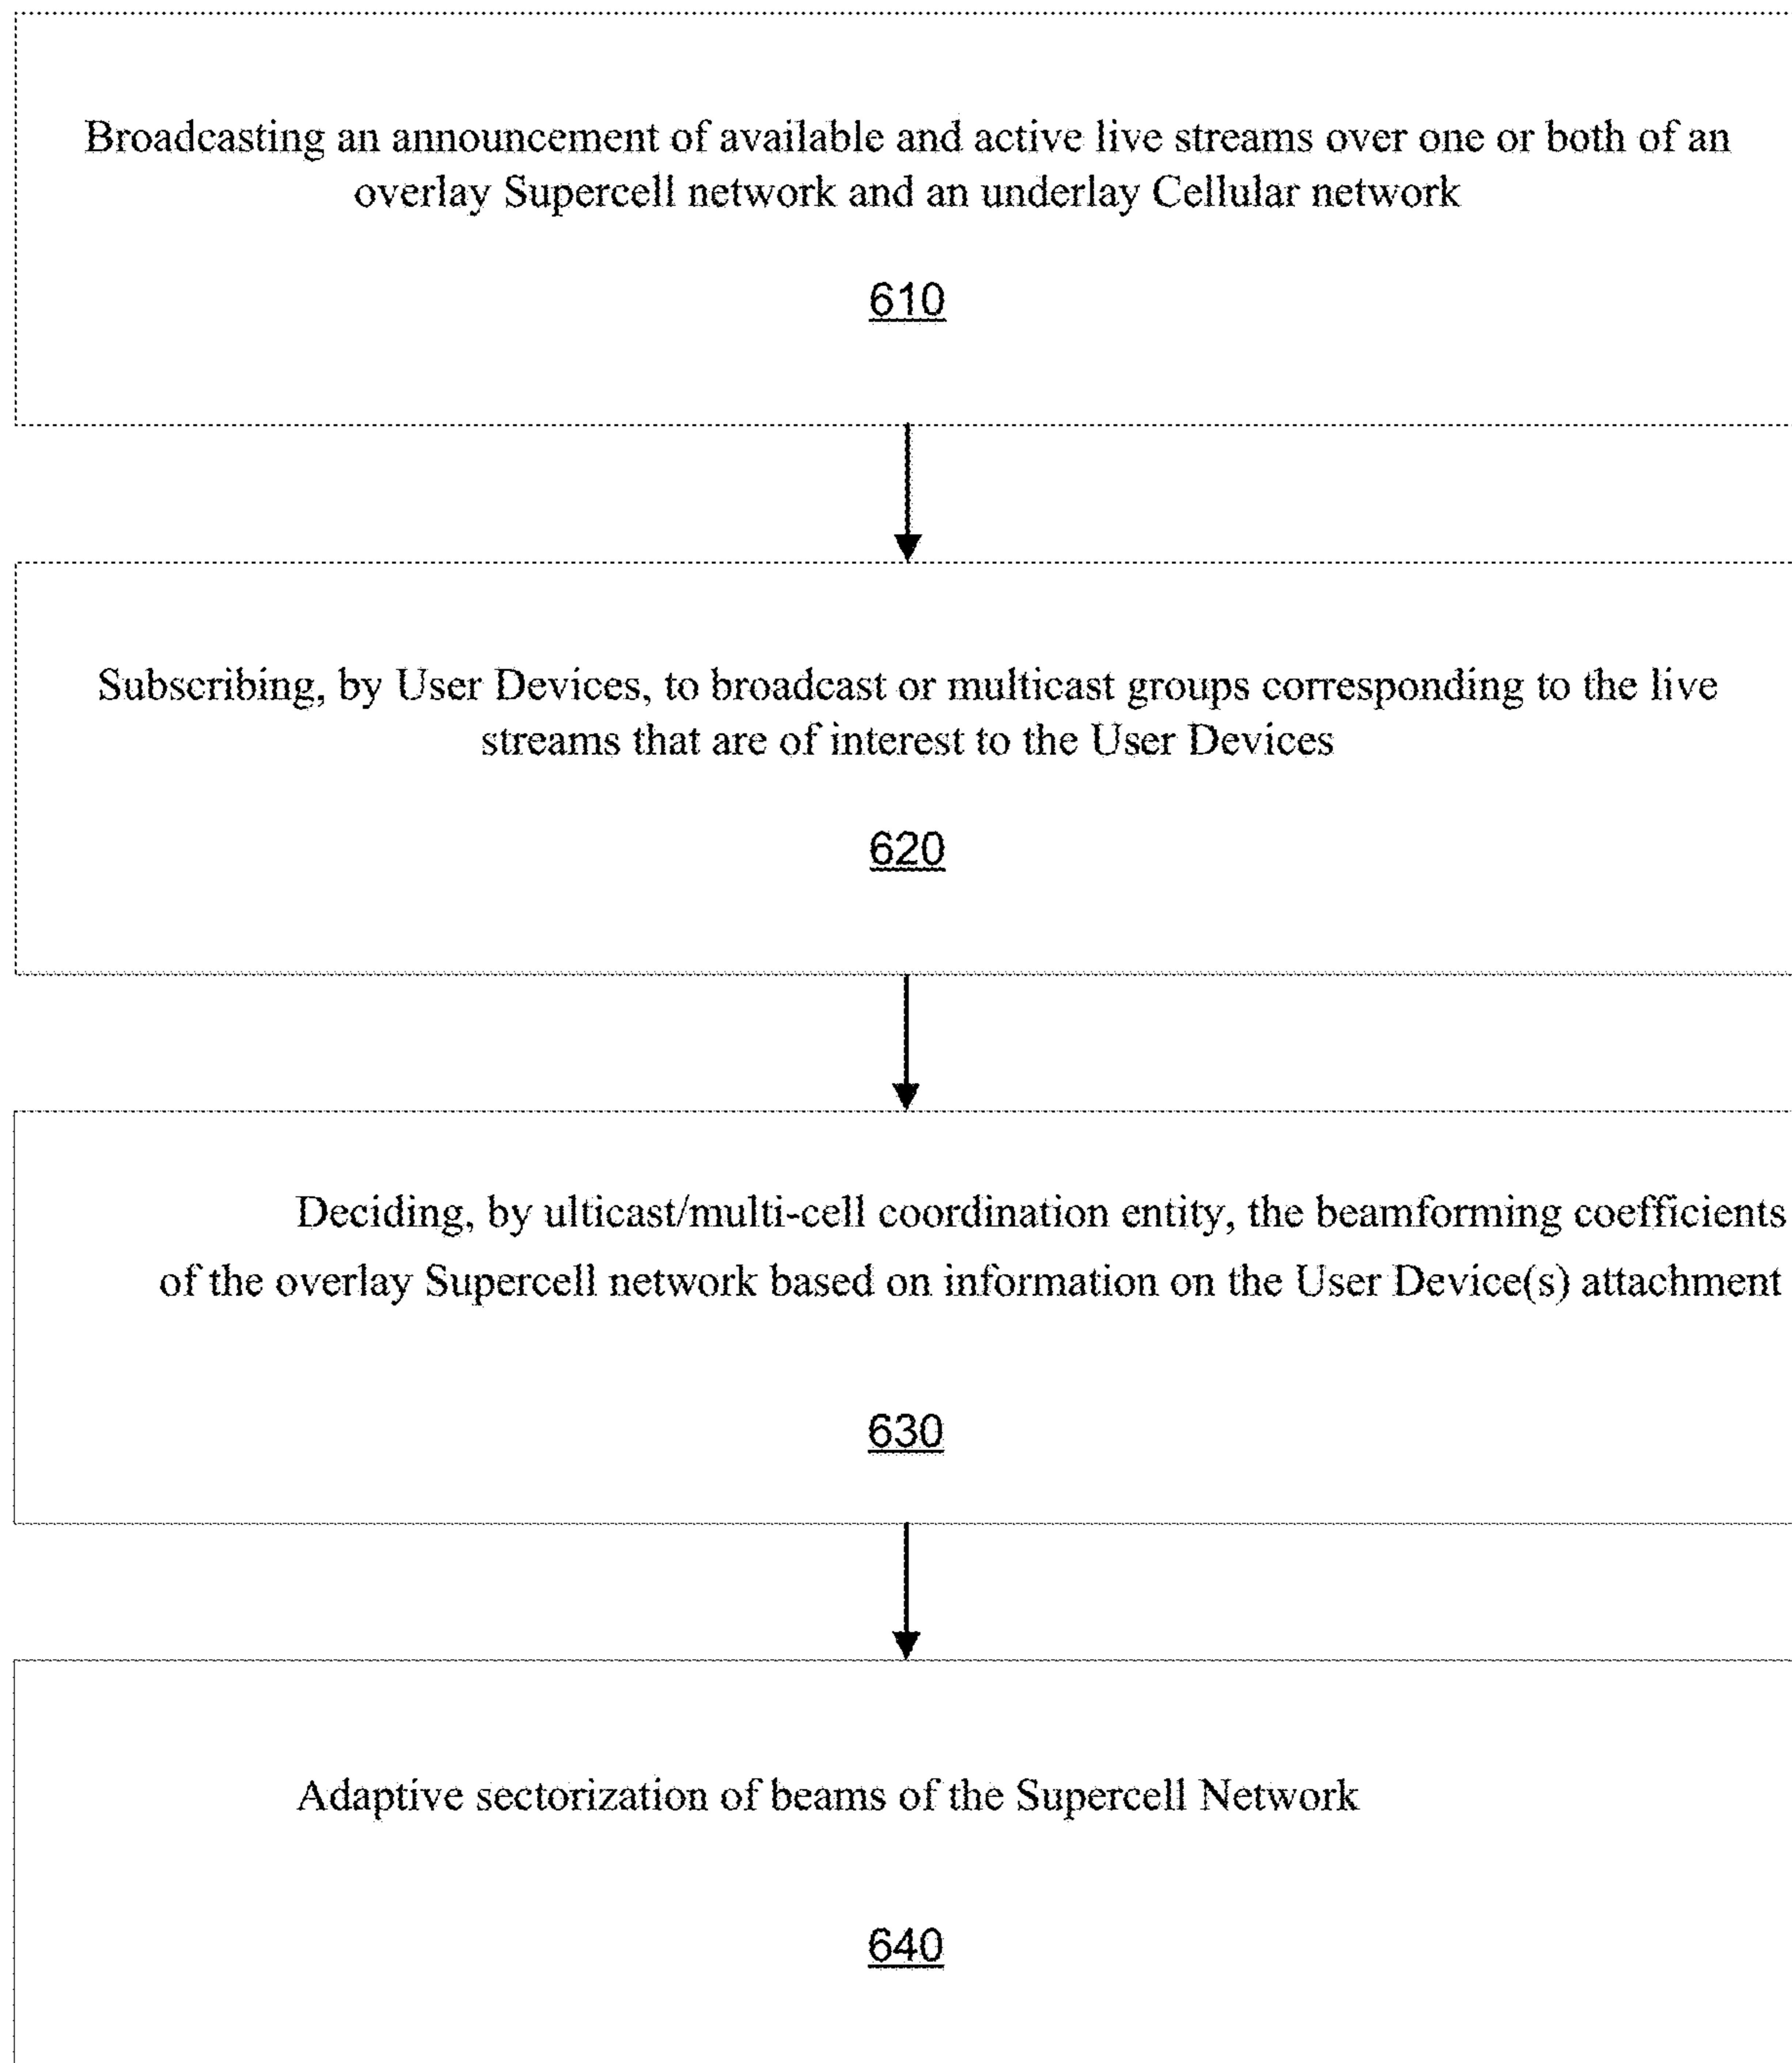 Broadcasting an announcement of available and active live streams over one or both of an
overlay Supercell network and an underlay Cellular network
610
Subscribing, by User Devices, to broadcast or multicast groups corresponding to the live
streams that are of interest to the User Devices
620
Deciding, by ulticast/multi-cell coordination entity, the beamforming coefficients
of the overlay Supercell network based on information on the User Device(s) attachment
630
Adaptive sectorization of beams of the Supercell Network
640